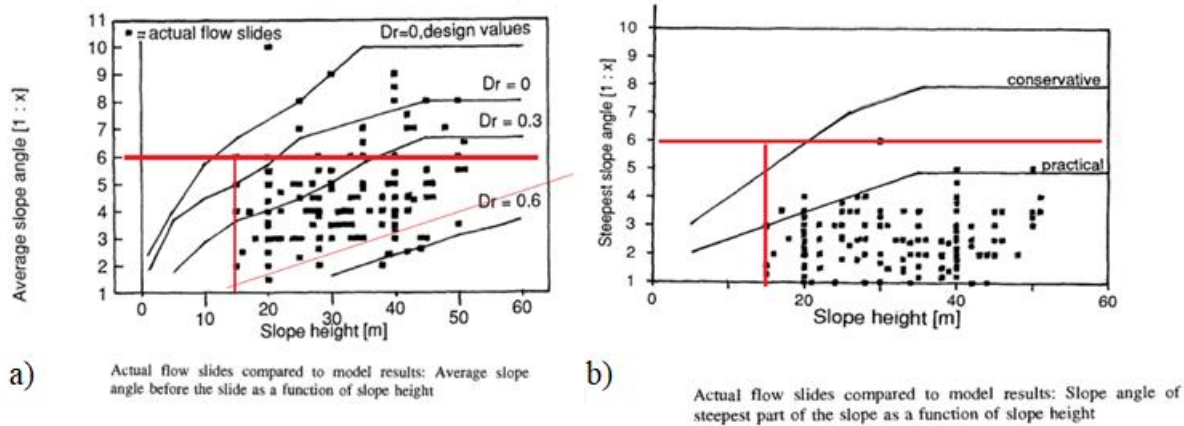 ■ = actual flow slides
Dr=0,design values
Dr = 0
Dr = 0.3
Dr = 0.6
11
10
9
8
7
6
5
4
3
2
1
Average slope angle [1 : x]
0 10 20 30 40 50 60
Slope height [m]
a)
Actual flow slides compared to model results: Average slope
angle before the slide as a function of slope height
conservative
practical
10
9
8
7
6
5
4
3
2
1
Steepest slope angle [1 : x]
0 20 40 60
Slope height [m]
b)
Actual flow slides compared to model results: Slope angle of
steepest part of the slope as a function of slope height